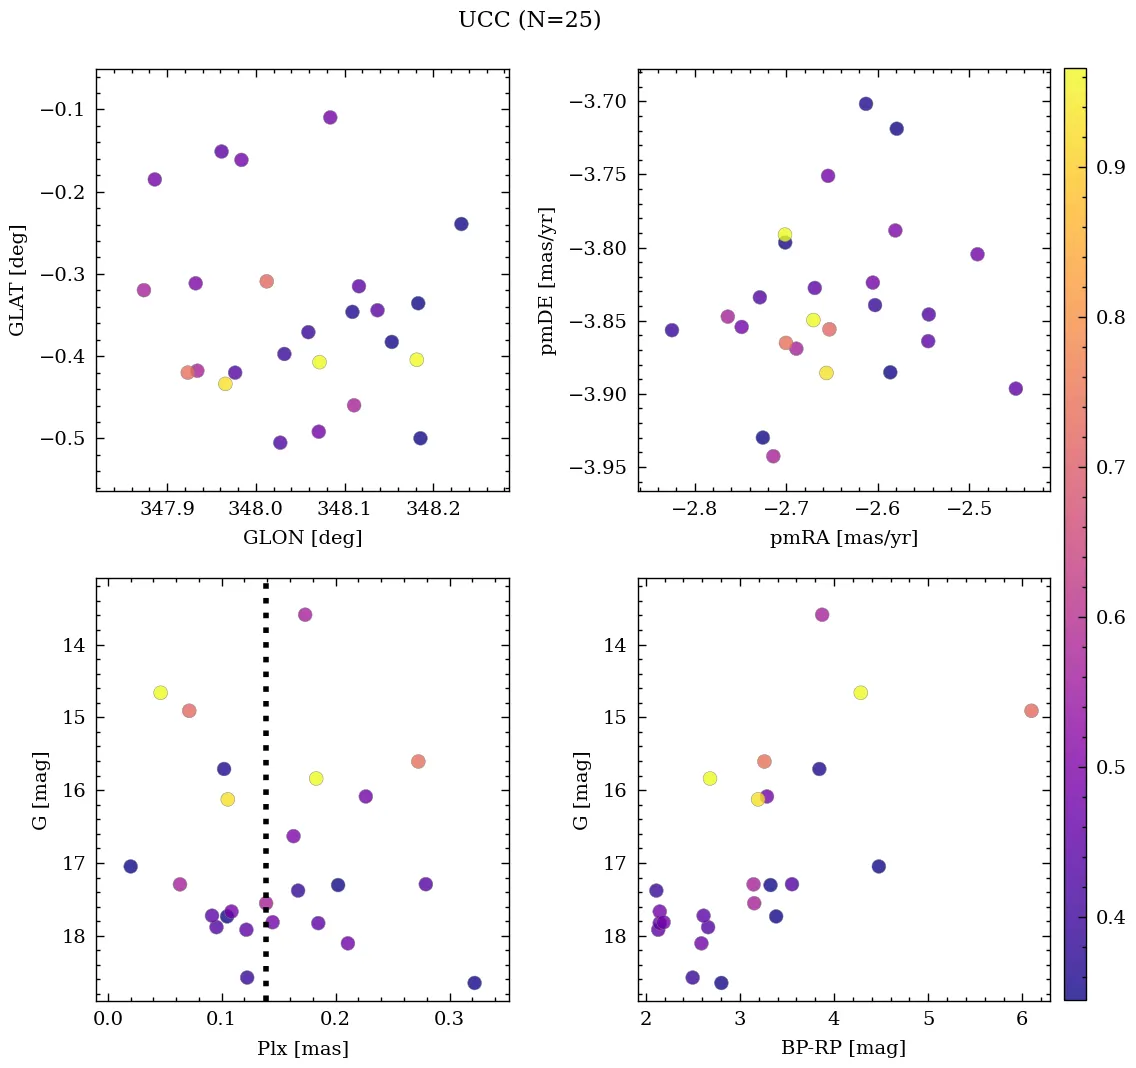 UCC (N=25)
−0.1
−0.2
−0.3
−0.4
−0.5
GLAT [deg]
347.9 348.0 348.1 348.2
GLON [deg]
−3.70
−3.75
−3.80
−3.85
−3.90
−3.95
pmDE [mas/yr]
−2.8 −2.7 −2.6 −2.5
pmRA [mas/yr]
14
15
16
17
18
G [mag]
0.0 0.1 0.2 0.3
Plx [mas]
14
15
16
17
18
G [mag]
2 3 4 5 6
BP-RP [mag]
0.9
0.8
0.7
0.6
0.5
0.4